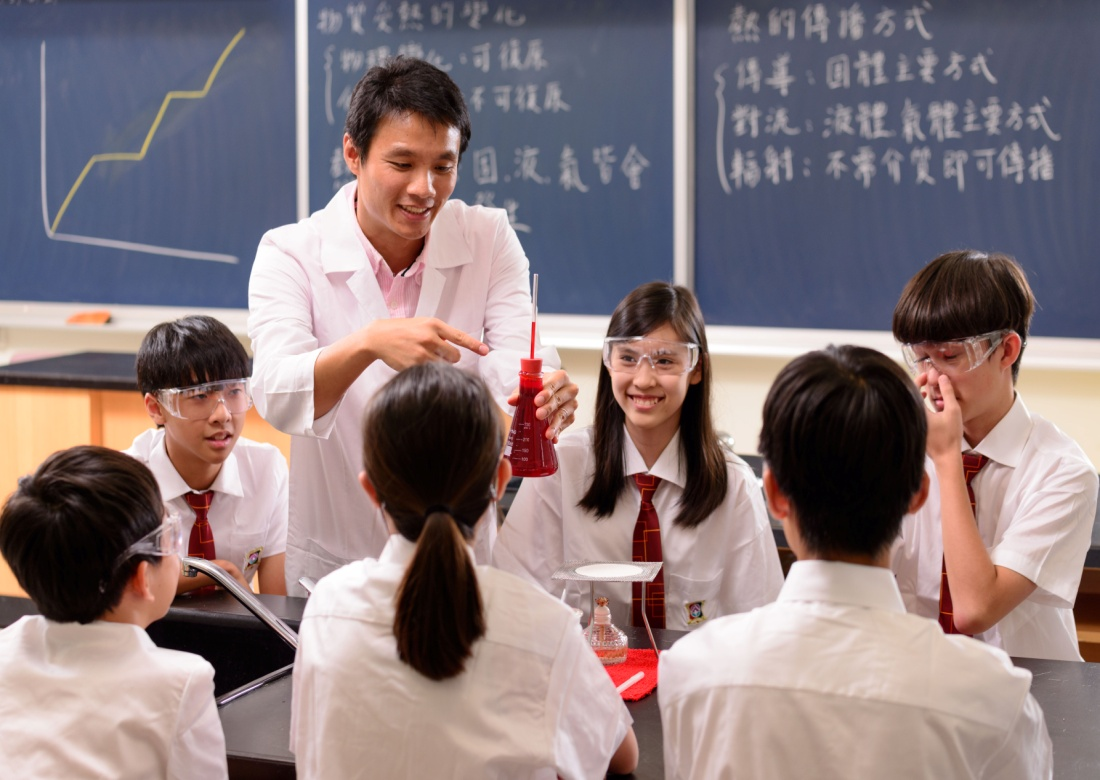 物質受熱的變化
物理變化:可復原
不可復原
固、液、氣皆會
熱的傳播方式
傳導:固體主要方式
對流:液體氣體主要方式
輻射:不需介質即可傳播